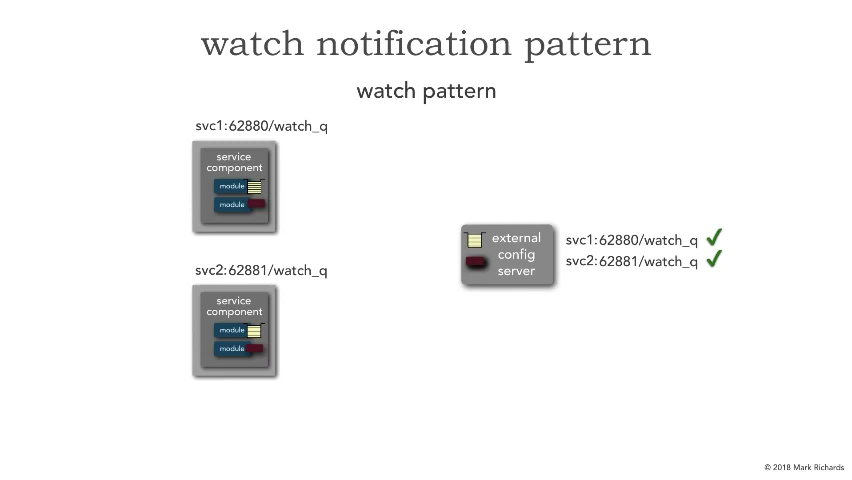 watch notification pattern
watch pattern
svc1:62880/watch_q
service
component
module
module
svc2:62881/watch_q
service
component
module
module
external
config
server
svc1:62880/watch_q
svc2:62881/watch_q
© 2018 Mark Richards